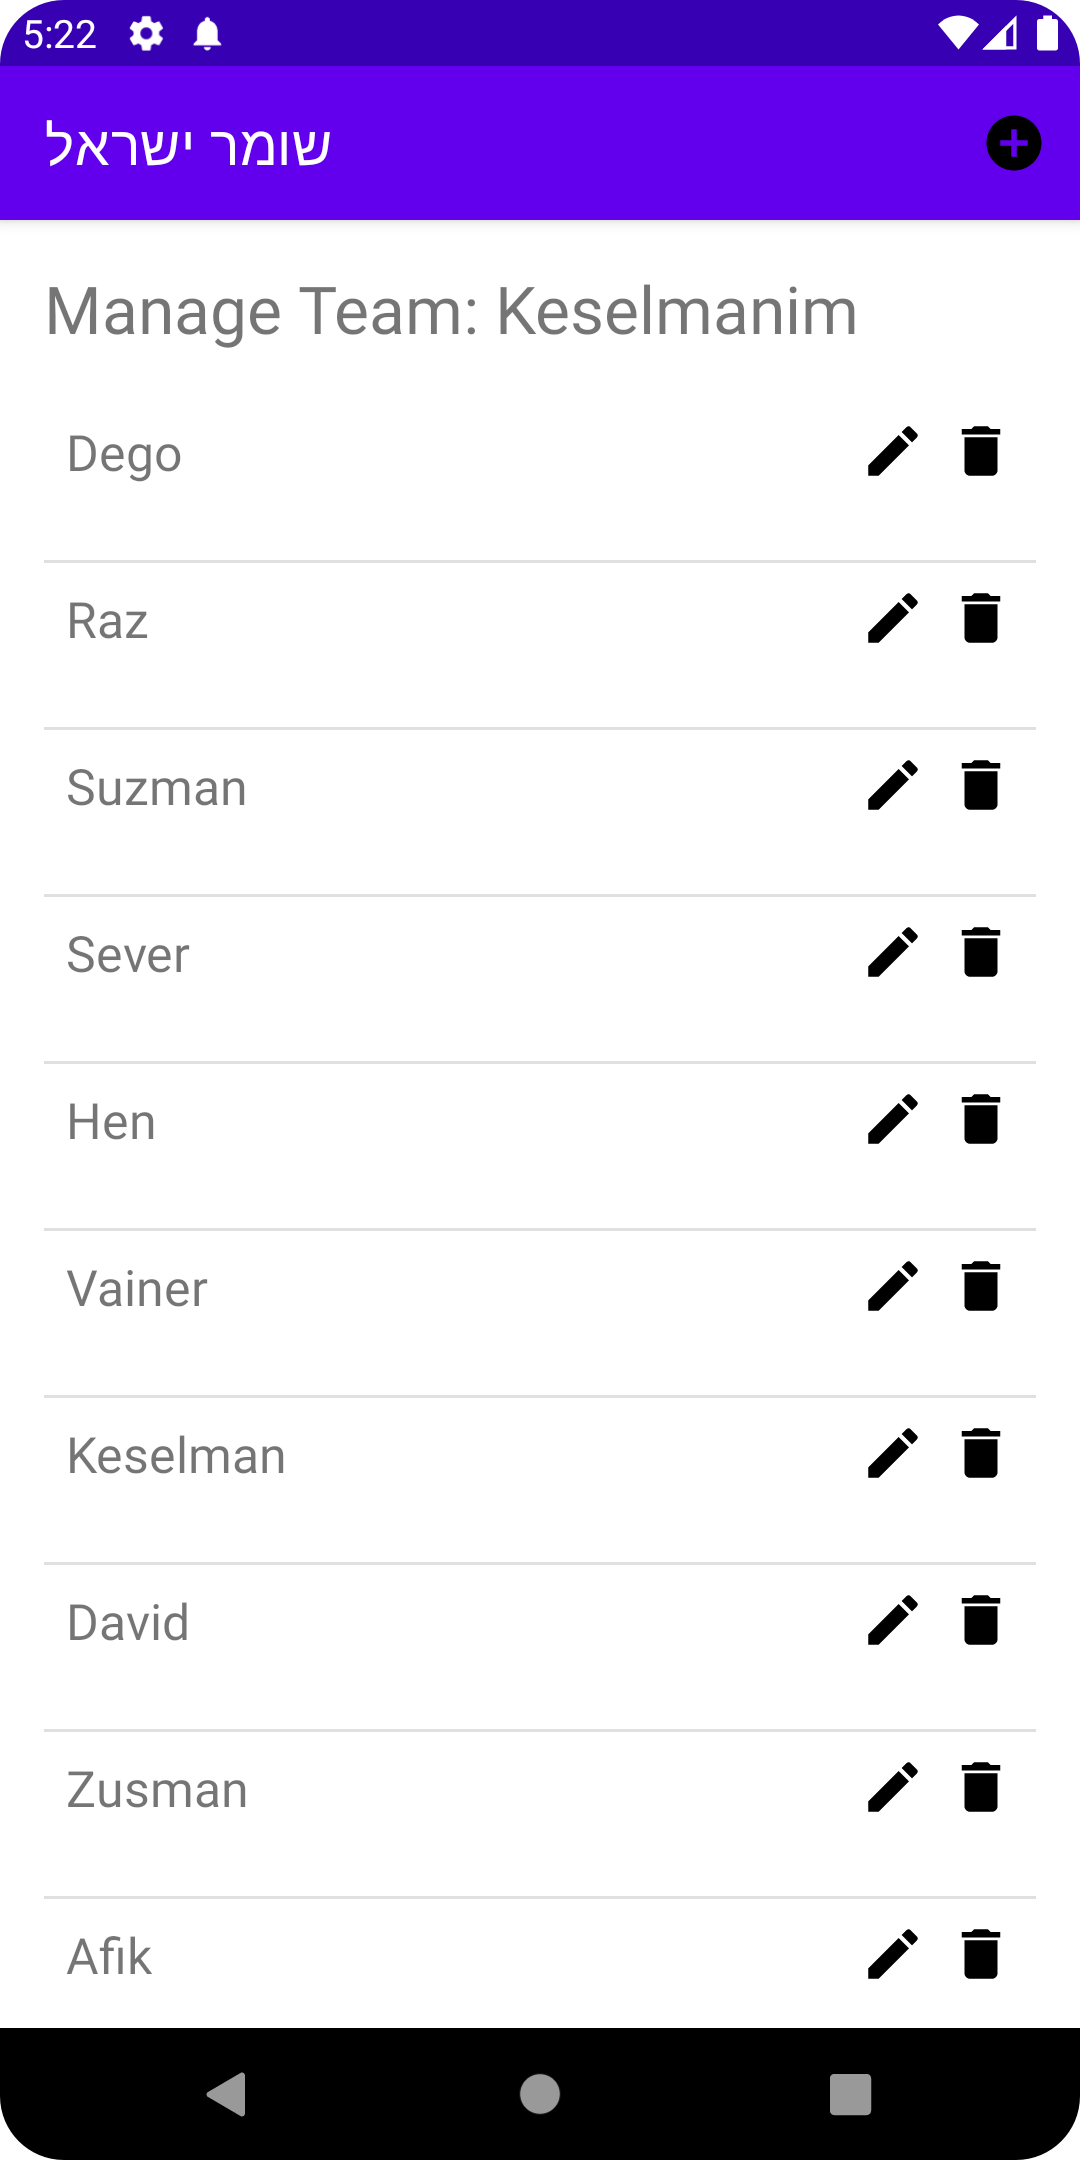 5:22
שומר ישראל
Manage Team: Keselmanim
Dego
Raz
Suzman
Sever
Hen
Vainer
Keselman
David
Zusman
Afik